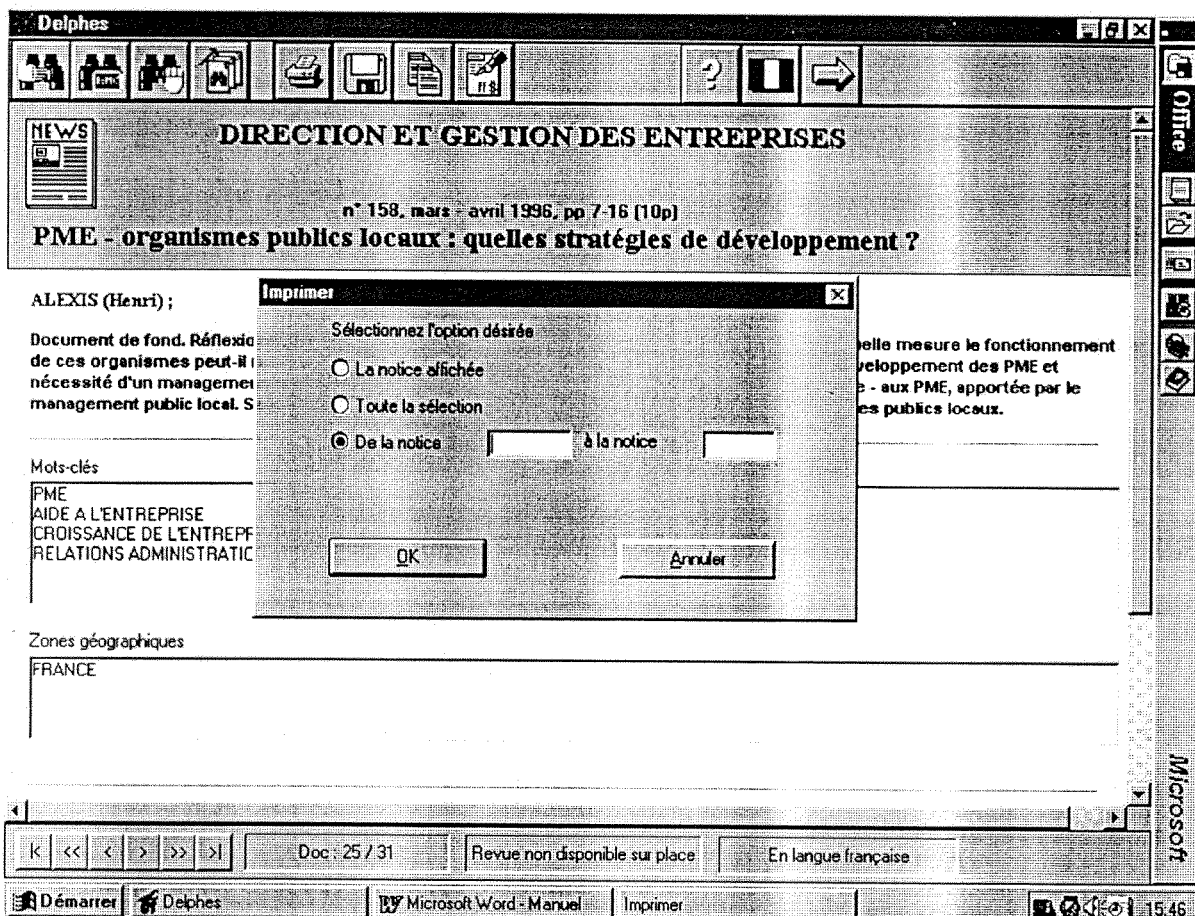 Delphes
Office
NEWS
DIRECTION ET GESTION DES ENTREPRISES
n° 158, mars - avril 1996, pp 7-16 (10p)
PME - organismes publics locaux : quelles stratégies de développement ?
ALEXIS (Henri) ;
Document de fond. Réflexio
elle mesure le fonctionnement
de ces organismes peut-il
veloppement des PME et
nécessité d'un managemer
e - aux PME, apportée par le
management public local. S
es publics locaux.
Imprimer
Sélectionnez l'option désirée
La notice affichée
Toute la sélection
De la notice
à la notice
OK
Annuler
Mots-clés
PME
AIDE A L'ENTREPRISE
CROISSANCE DE L'ENTREPF
RELATIONS ADMINISTRATIC
Zones géographiques
FRANCE
Microsoft
|< << < > >> >|
Doc : 25 / 31
Revue non disponible sur place
En langue française
Démarrer
Delphes
Microsoft Word - Manuel
Imprimer
15:46